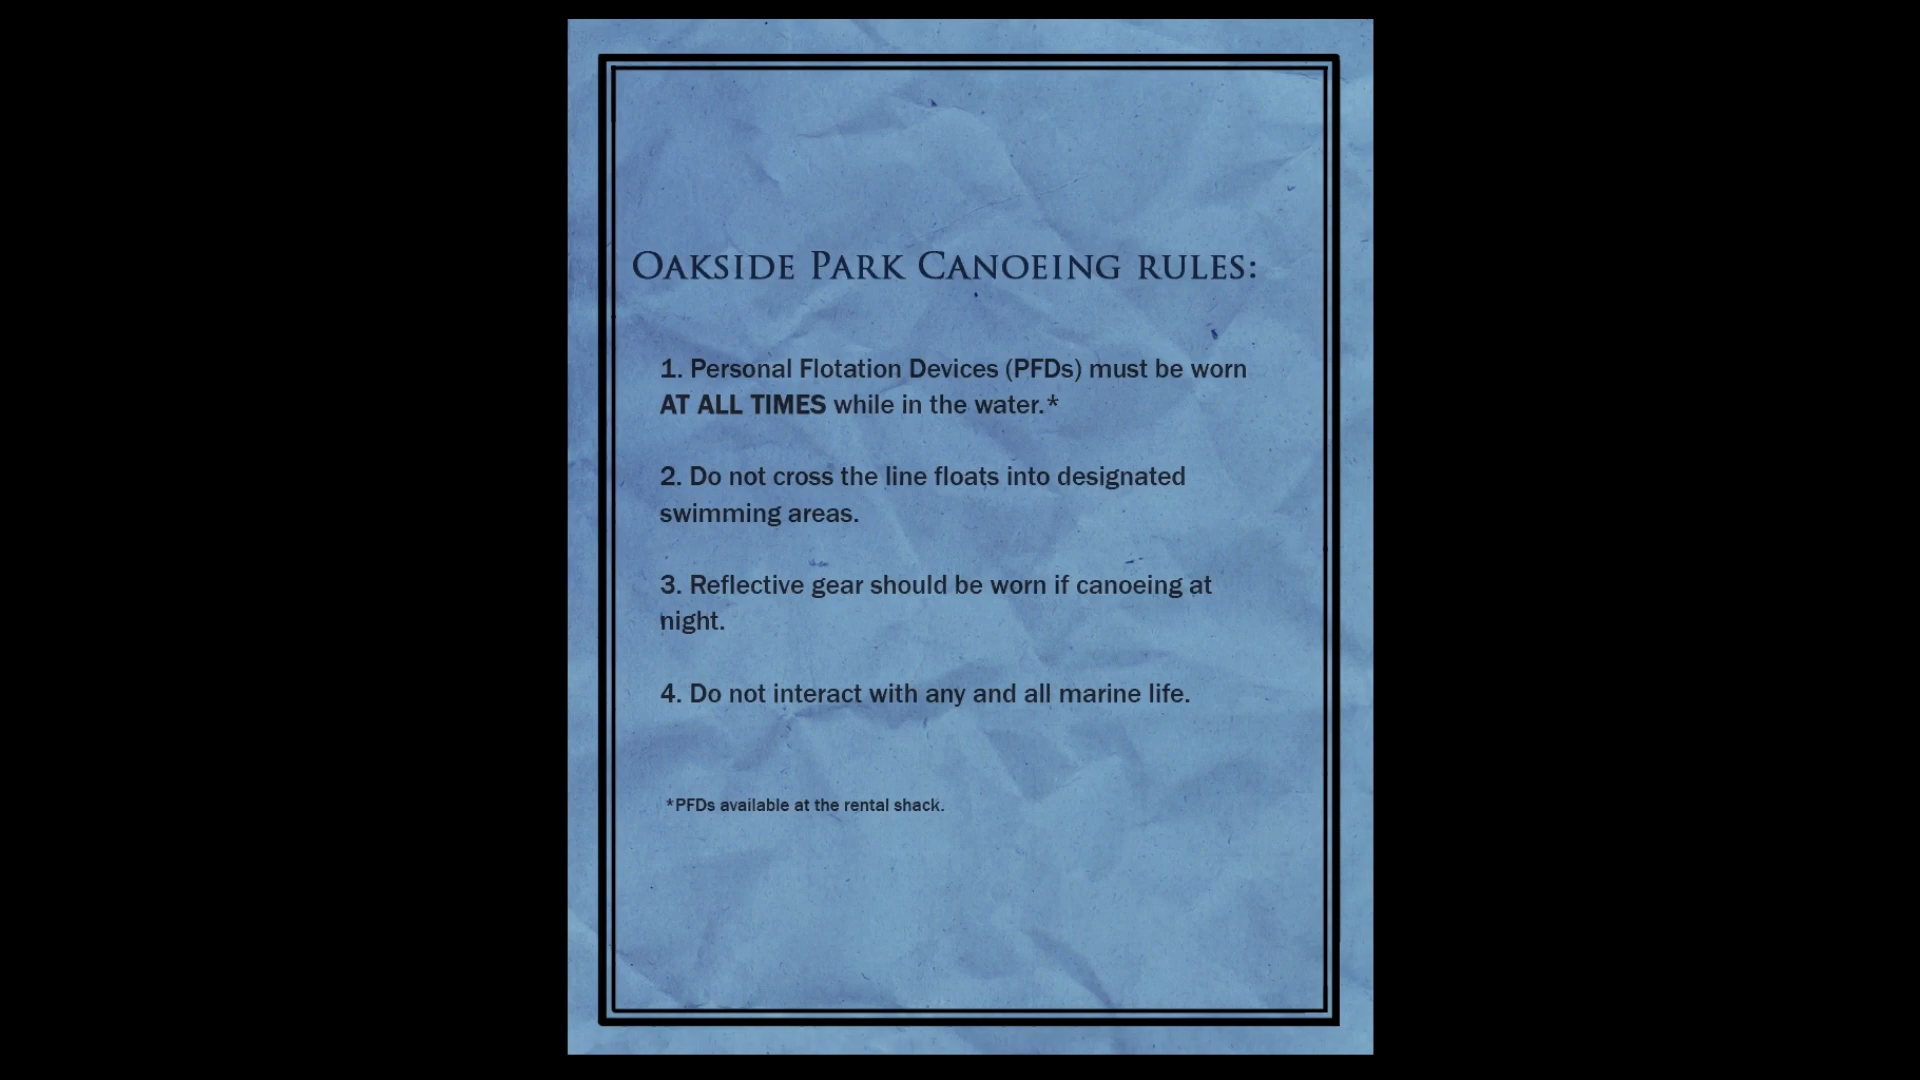 Oakside Park Canoeing rules:
1. Personal Flotation Devices (PFDs) must be worn
AT ALL TIMES while in the water.*
2. Do not cross the line floats into designated
swimming areas.
3. Reflective gear should be worn if canoeing at
night.
4. Do not interact with any and all marine life.
*PFDs available at the rental shack.